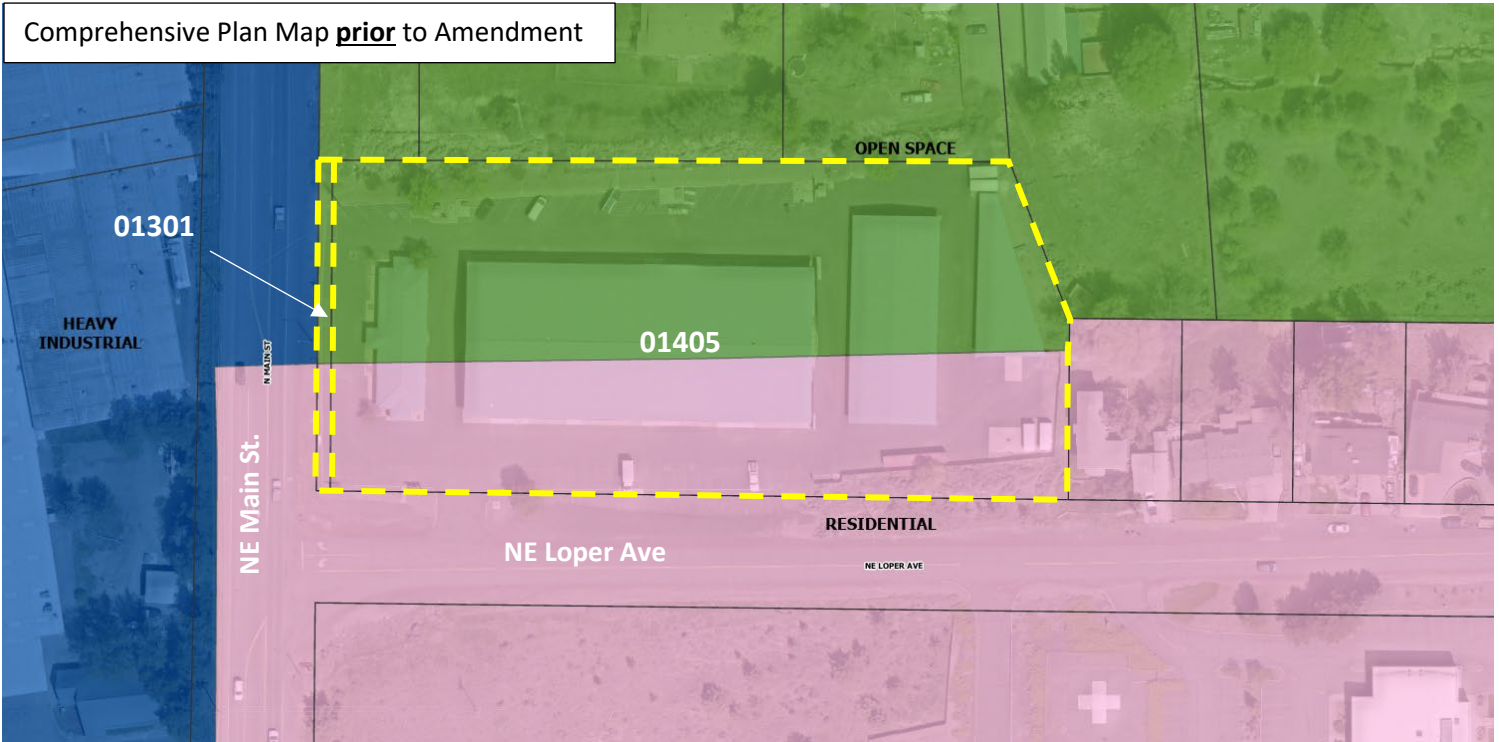 Comprehensive Plan Map prior to Amendment
OPEN SPACE
01301
HEAVY
INDUSTRIAL
01405
N MAIN ST
NE Main St.
RESIDENTIAL
NE Loper Ave
NE LOPER AVE